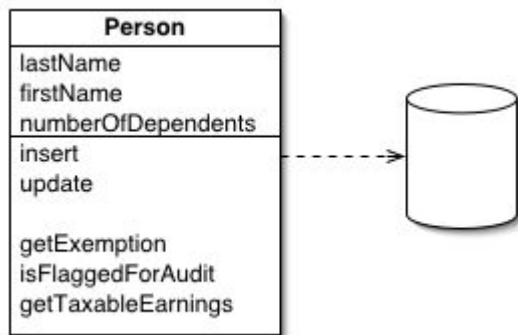 Person
lastName
firstName
numberOfDependents
insert
update
getExemption
isFlaggedForAudit
getTaxableEarnings